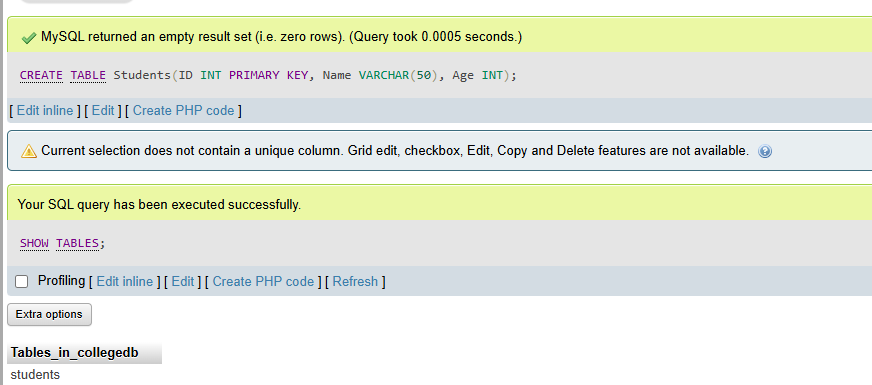 MySQL returned an empty result set (i.e. zero rows). (Query took 0.0005 seconds.)
CREATE TABLE Students(ID INT PRIMARY KEY, Name VARCHAR(50), Age INT);
[ Edit inline ] [ Edit ] [ Create PHP code ]
Current selection does not contain a unique column. Grid edit, checkbox, Edit, Copy and Delete features are not available.
Your SQL query has been executed successfully.
SHOW TABLES;
Profiling [ Edit inline ] [ Edit ] [ Create PHP code ] [ Refresh ]
Extra options
Tables_in_collegedb
students